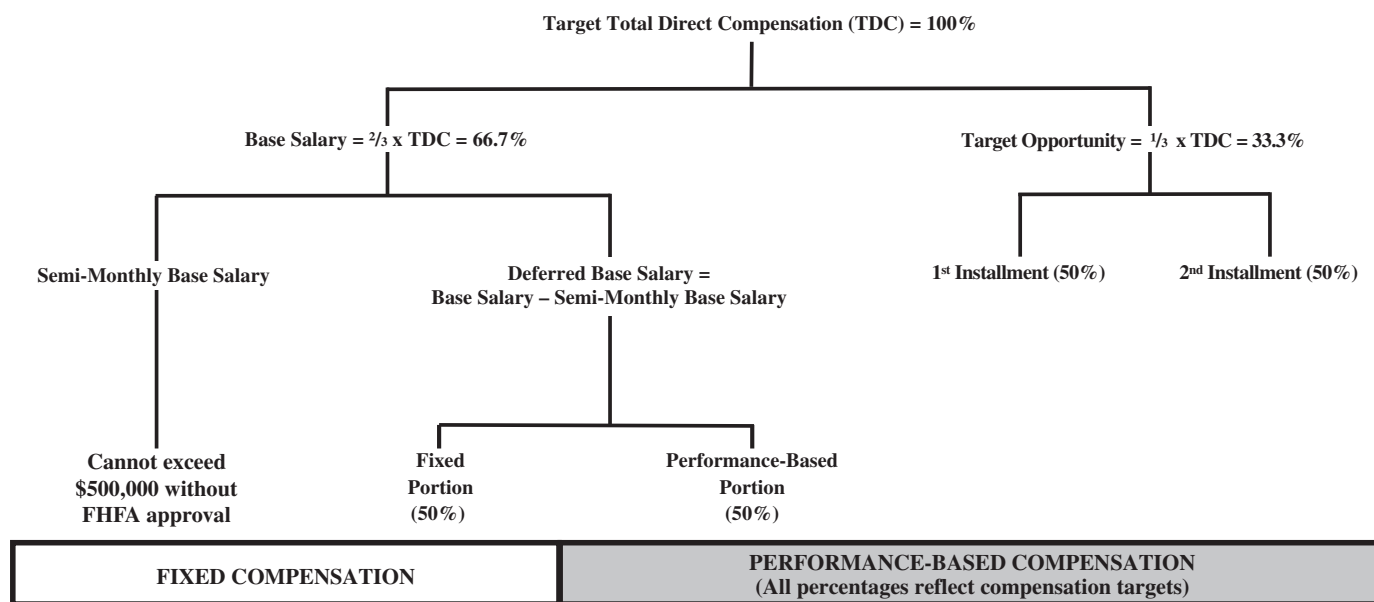 Target Total Direct Compensation (TDC) = 100%
Base Salary = 2/3 x TDC = 66.7%
Target Opportunity = 1/3 x TDC = 33.3%
Semi-Monthly Base Salary
Deferred Base Salary =
Base Salary – Semi-Monthly Base Salary
1st Installment (50%)
2nd Installment (50%)
Cannot exceed
$500,000 without
FHFA approval
Fixed
Portion
(50%)
Performance-Based
Portion
(50%)
FIXED COMPENSATION
PERFORMANCE-BASED COMPENSATION
(All percentages reflect compensation targets)